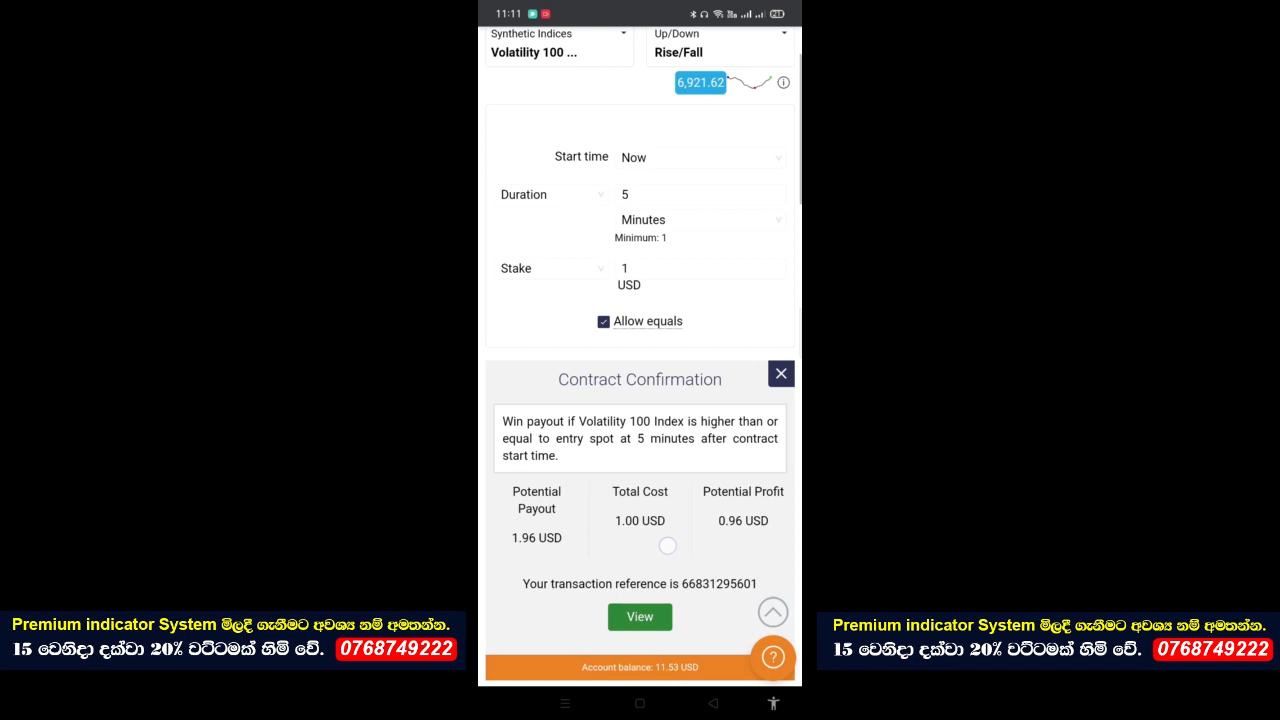 11:11
21
Synthetic Indices
Up/Down
Volatility 100 ...
Rise/Fall
6,921.62
Start time
Now
Duration
5
Minutes
Minimum: 1
Stake
1
USD
Allow equals
Contract Confirmation
Win payout if Volatility 100 Index is higher than or
equal to entry spot at 5 minutes after contract
start time.
Potential
Payout
1.96 USD
Total Cost
1.00 USD
Potential Profit
0.96 USD
Your transaction reference is 66831295601
View
?
Account balance: 11.53 USD
Premium indicator System මිලදී ගැනීමට අවශ්‍ය නම් අමතන්න.
15 වෙනිදා දක්වා 20% වට්ටමක් හිමි වේ. 0768749222
Premium indicator System මිලදී ගැනීමට අවශ්‍ය නම් අමතන්න.
15 වෙනිදා දක්වා 20% වට්ටමක් හිමි වේ. 0768749222